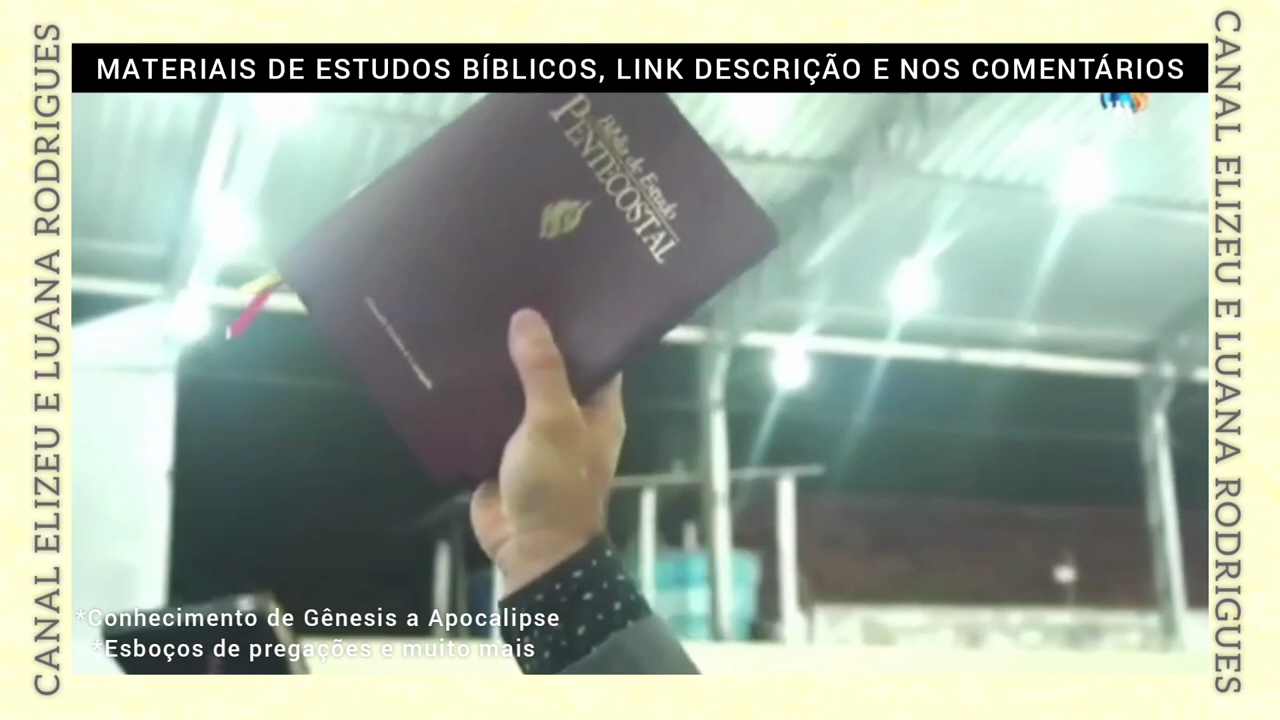 MATERIAIS DE ESTUDOS BÍBLICOS, LINK DESCRIÇÃO E NOS COMENTÁRIOS
CANAL ELIZEU E LUANA RODRIGUES
Bíblia de Estudo
PENTECOSTAL
*Conhecimento de Gênesis a Apocalipse
*Esboços de pregações e muito mais
CANAL ELIZEU E LUANA RODRIGUES